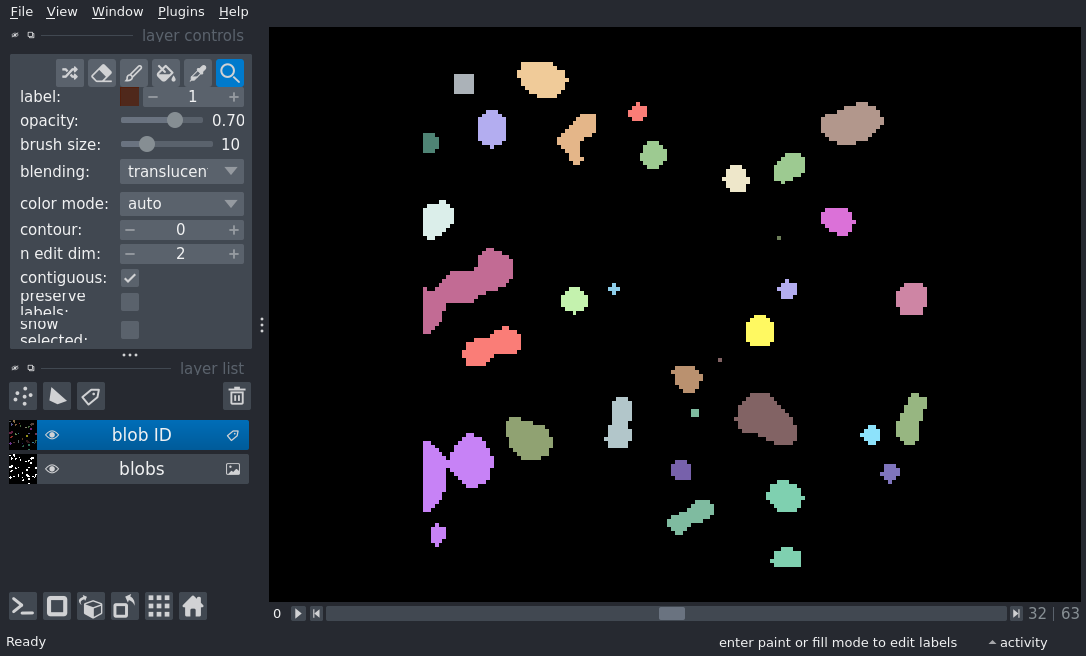 File View Window Plugins Help
layer controls
label: 1
opacity: 0.70
brush size: 10
blending: translucen
color mode: auto
contour: 0
n edit dim: 2
contiguous:
preserve
labels:
show
selected:
layer list
blob ID
blobs
0 32 | 63
Ready enter paint or fill mode to edit labels activity